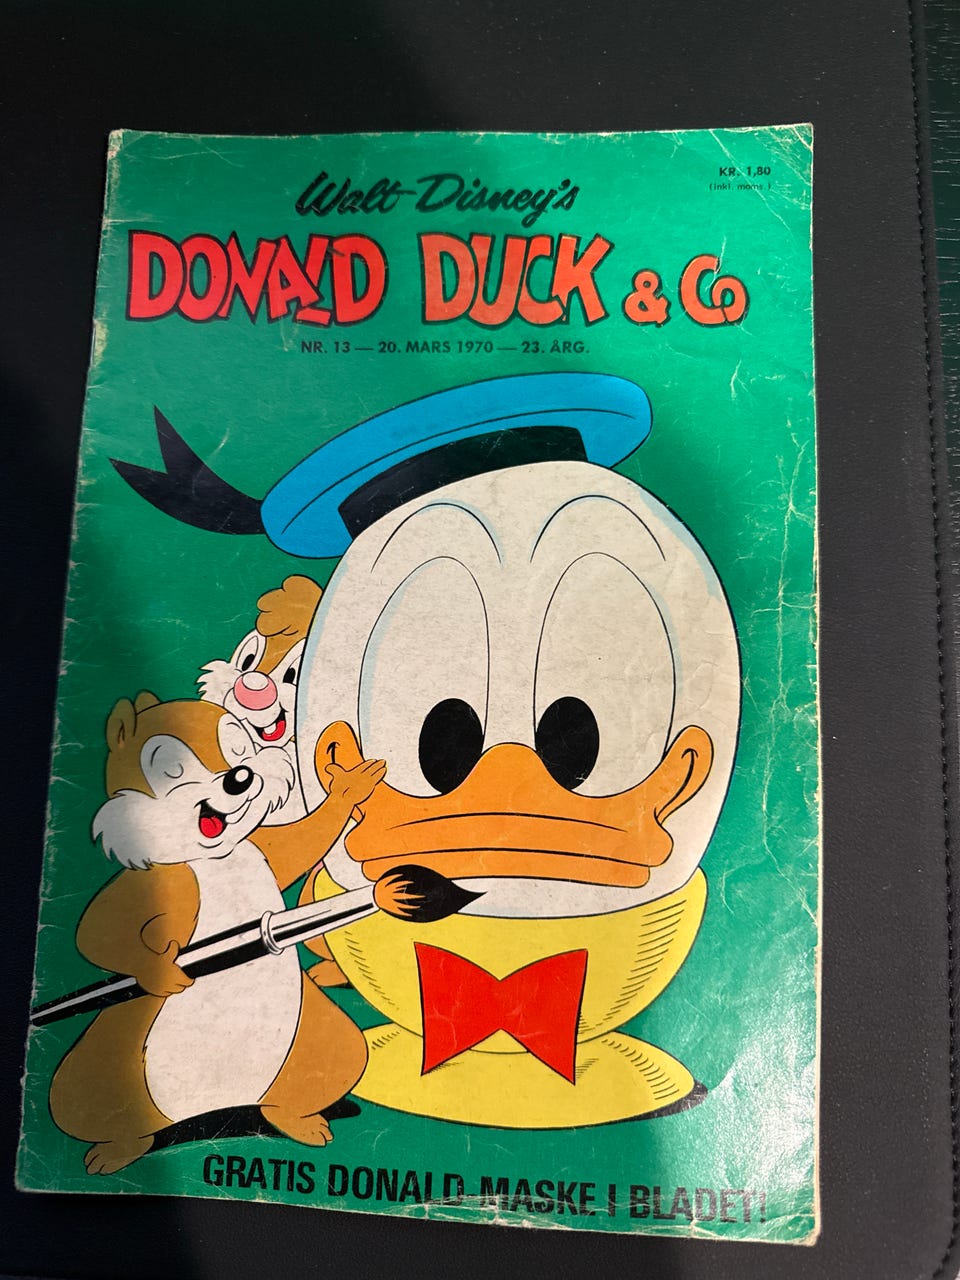 KR. 1,80
(inkl. moms.)
Walt Disney's
DONALD DUCK & Co
NR. 13 — 20. MARS 1970 — 23. ÅRG.
GRATIS DONALD-MASKE I BLADET!